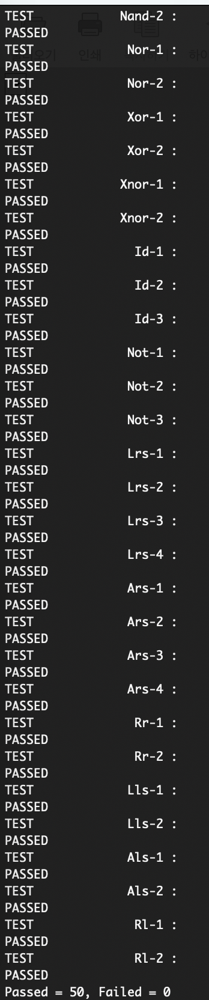 TEST Nand-2 :
PASSED
TEST Nor-1 :
PASSED
TEST Nor-2 :
PASSED
TEST Xor-1 :
PASSED
TEST Xor-2 :
PASSED
TEST Xnor-1 :
PASSED
TEST Xnor-2 :
PASSED
TEST Id-1 :
PASSED
TEST Id-2 :
PASSED
TEST Id-3 :
PASSED
TEST Not-1 :
PASSED
TEST Not-2 :
PASSED
TEST Not-3 :
PASSED
TEST Lrs-1 :
PASSED
TEST Lrs-2 :
PASSED
TEST Lrs-3 :
PASSED
TEST Lrs-4 :
PASSED
TEST Ars-1 :
PASSED
TEST Ars-2 :
PASSED
TEST Ars-3 :
PASSED
TEST Ars-4 :
PASSED
TEST Rr-1 :
PASSED
TEST Rr-2 :
PASSED
TEST Lls-1 :
PASSED
TEST Lls-2 :
PASSED
TEST Als-1 :
PASSED
TEST Als-2 :
PASSED
TEST Rl-1 :
PASSED
TEST Rl-2 :
PASSED
Passed = 50, Failed = 0
인쇄